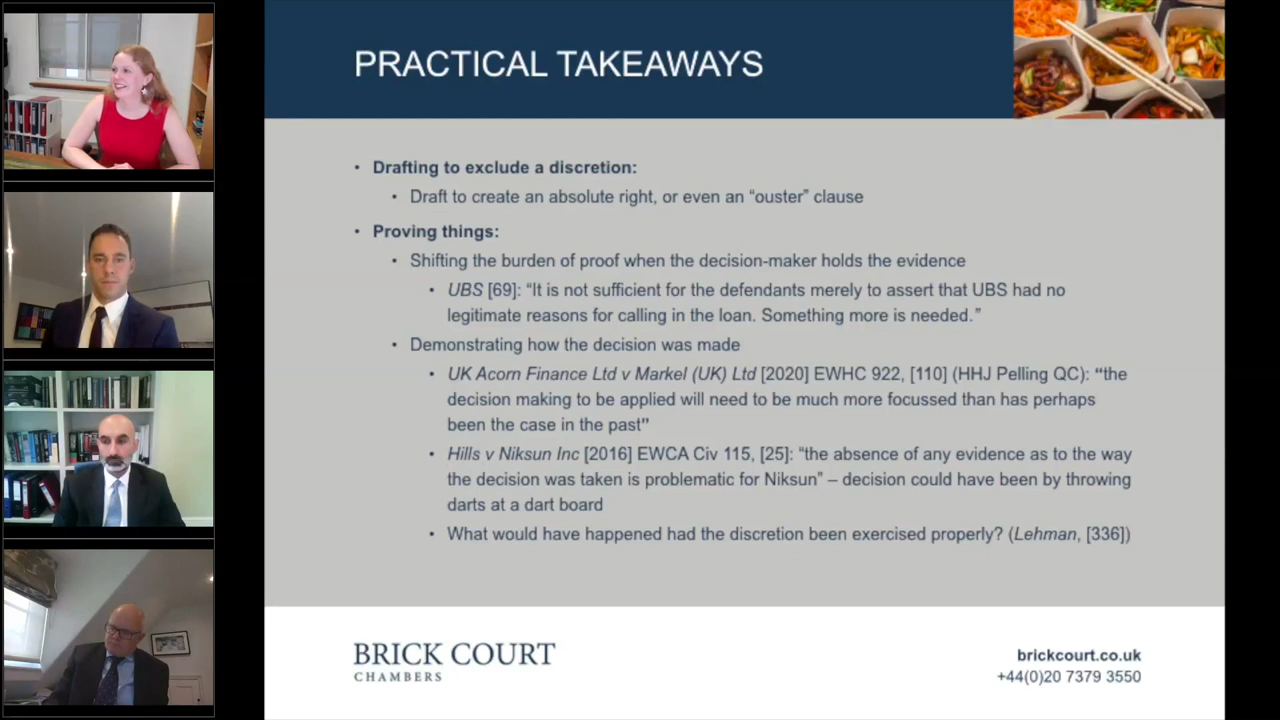 PRACTICAL TAKEAWAYS
• Drafting to exclude a discretion:
• Draft to create an absolute right, or even an “ouster” clause
• Proving things:
• Shifting the burden of proof when the decision-maker holds the evidence
• UBS [69]: “It is not sufficient for the defendants merely to assert that UBS had no
legitimate reasons for calling in the loan. Something more is needed.”
• Demonstrating how the decision was made
• UK Acorn Finance Ltd v Markel (UK) Ltd [2020] EWHC 922, [110] (HHJ Pelling QC): “the
decision making to be applied will need to be much more focussed than has perhaps
been the case in the past”
• Hills v Niksun Inc [2016] EWCA Civ 115, [25]: “the absence of any evidence as to the way
the decision was taken is problematic for Niksun” – decision could have been by throwing
darts at a dart board
• What would have happened had the discretion been exercised properly? (Lehman, [336])
BRICK COURT
CHAMBERS
brickcourt.co.uk
+44(0)20 7379 3550